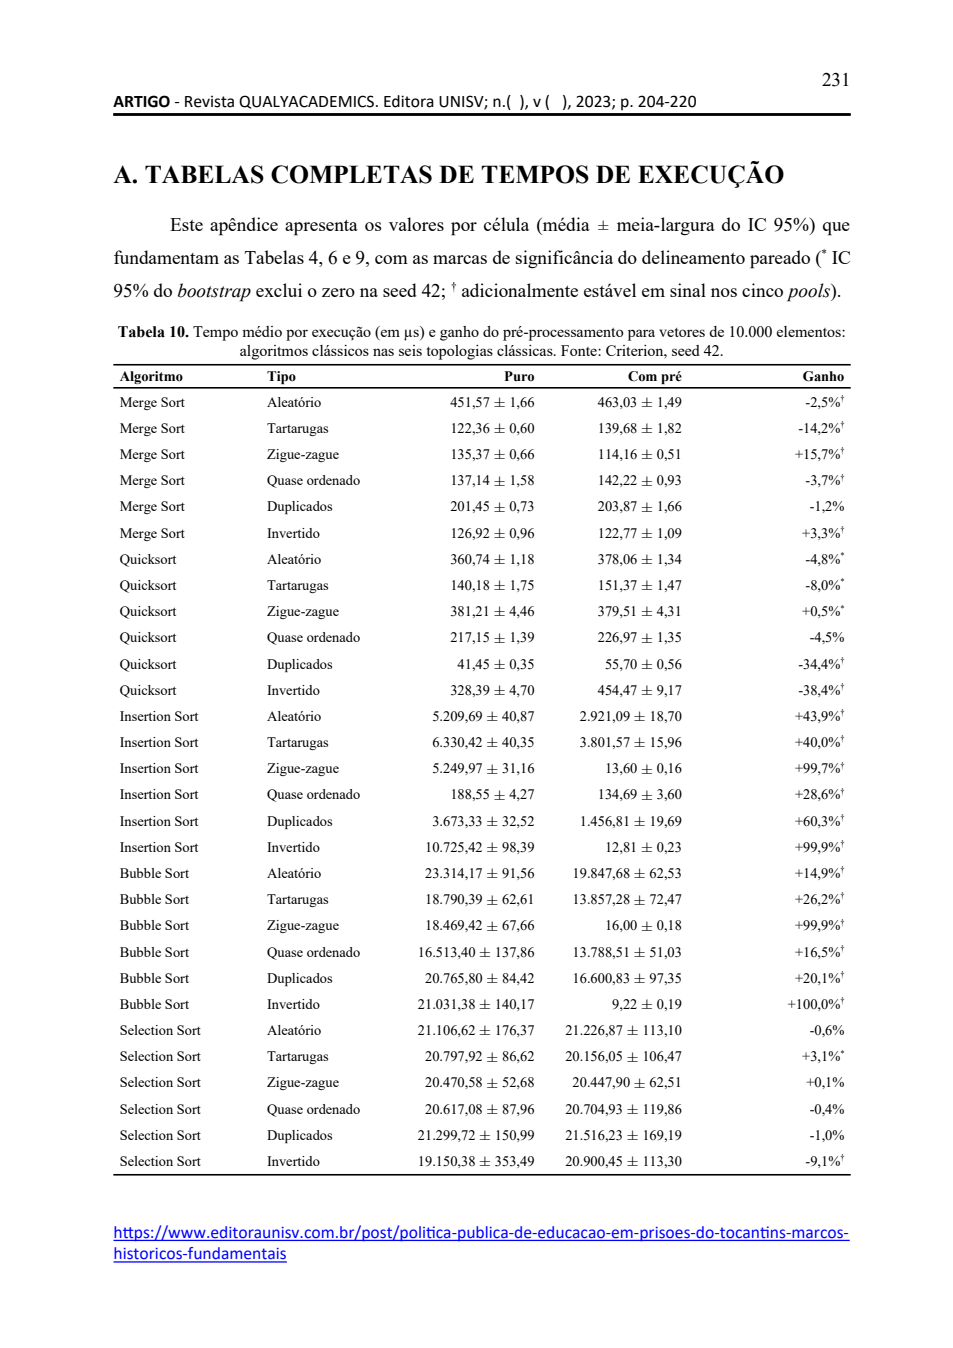 231
ARTIGO - Revista QUALYACADEMICS. Editora UNISV; n.( ), v ( ), 2023; p. 204-220
A. TABELAS COMPLETAS DE TEMPOS DE EXECUÇÃO
Este apêndice apresenta os valores por célula (média ± meia-largura do IC 95%) que
fundamentam as Tabelas 4, 6 e 9, com as marcas de significância do delineamento pareado (* IC
95% do bootstrap exclui o zero na seed 42; † adicionalmente estável em sinal nos cinco pools).
Tabela 10. Tempo médio por execução (em µs) e ganho do pré-processamento para vetores de 10.000 elementos:
algoritmos clássicos nas seis topologias clássicas. Fonte: Criterion, seed 42.
Algoritmo Tipo Puro Com pré Ganho
Merge Sort Aleatório 451,57 ± 1,66 463,03 ± 1,49 -2,5%†
Merge Sort Tartarugas 122,36 ± 0,60 139,68 ± 1,82 -14,2%†
Merge Sort Zigue-zague 135,37 ± 0,66 114,16 ± 0,51 +15,7%†
Merge Sort Quase ordenado 137,14 ± 1,58 142,22 ± 0,93 -3,7%†
Merge Sort Duplicados 201,45 ± 0,73 203,87 ± 1,66 -1,2%
Merge Sort Invertido 126,92 ± 0,96 122,77 ± 1,09 +3,3%†
Quicksort Aleatório 360,74 ± 1,18 378,06 ± 1,34 -4,8%*
Quicksort Tartarugas 140,18 ± 1,75 151,37 ± 1,47 -8,0%*
Quicksort Zigue-zague 381,21 ± 4,46 379,51 ± 4,31 +0,5%*
Quicksort Quase ordenado 217,15 ± 1,39 226,97 ± 1,35 -4,5%
Quicksort Duplicados 41,45 ± 0,35 55,70 ± 0,56 -34,4%†
Quicksort Invertido 328,39 ± 4,70 454,47 ± 9,17 -38,4%†
Insertion Sort Aleatório 5.209,69 ± 40,87 2.921,09 ± 18,70 +43,9%†
Insertion Sort Tartarugas 6.330,42 ± 40,35 3.801,57 ± 15,96 +40,0%†
Insertion Sort Zigue-zague 5.249,97 ± 31,16 13,60 ± 0,16 +99,7%†
Insertion Sort Quase ordenado 188,55 ± 4,27 134,69 ± 3,60 +28,6%†
Insertion Sort Duplicados 3.673,33 ± 32,52 1.456,81 ± 19,69 +60,3%†
Insertion Sort Invertido 10.725,42 ± 98,39 12,81 ± 0,23 +99,9%†
Bubble Sort Aleatório 23.314,17 ± 91,56 19.847,68 ± 62,53 +14,9%†
Bubble Sort Tartarugas 18.790,39 ± 62,61 13.857,28 ± 72,47 +26,2%†
Bubble Sort Zigue-zague 18.469,42 ± 67,66 16,00 ± 0,18 +99,9%†
Bubble Sort Quase ordenado 16.513,40 ± 137,86 13.788,51 ± 51,03 +16,5%†
Bubble Sort Duplicados 20.765,80 ± 84,42 16.600,83 ± 97,35 +20,1%†
Bubble Sort Invertido 21.031,38 ± 140,17 9,22 ± 0,19 +100,0%†
Selection Sort Aleatório 21.106,62 ± 176,37 21.226,87 ± 113,10 -0,6%
Selection Sort Tartarugas 20.797,92 ± 86,62 20.156,05 ± 106,47 +3,1%*
Selection Sort Zigue-zague 20.470,58 ± 52,68 20.447,90 ± 62,51 +0,1%
Selection Sort Quase ordenado 20.617,08 ± 87,96 20.704,93 ± 119,86 -0,4%
Selection Sort Duplicados 21.299,72 ± 150,99 21.516,23 ± 169,19 -1,0%
Selection Sort Invertido 19.150,38 ± 353,49 20.900,45 ± 113,30 -9,1%†
https://www.editoraunisv.com.br/post/politica-publica-de-educacao-em-prisoes-do-tocantins-marcos-
historicos-fundamentais